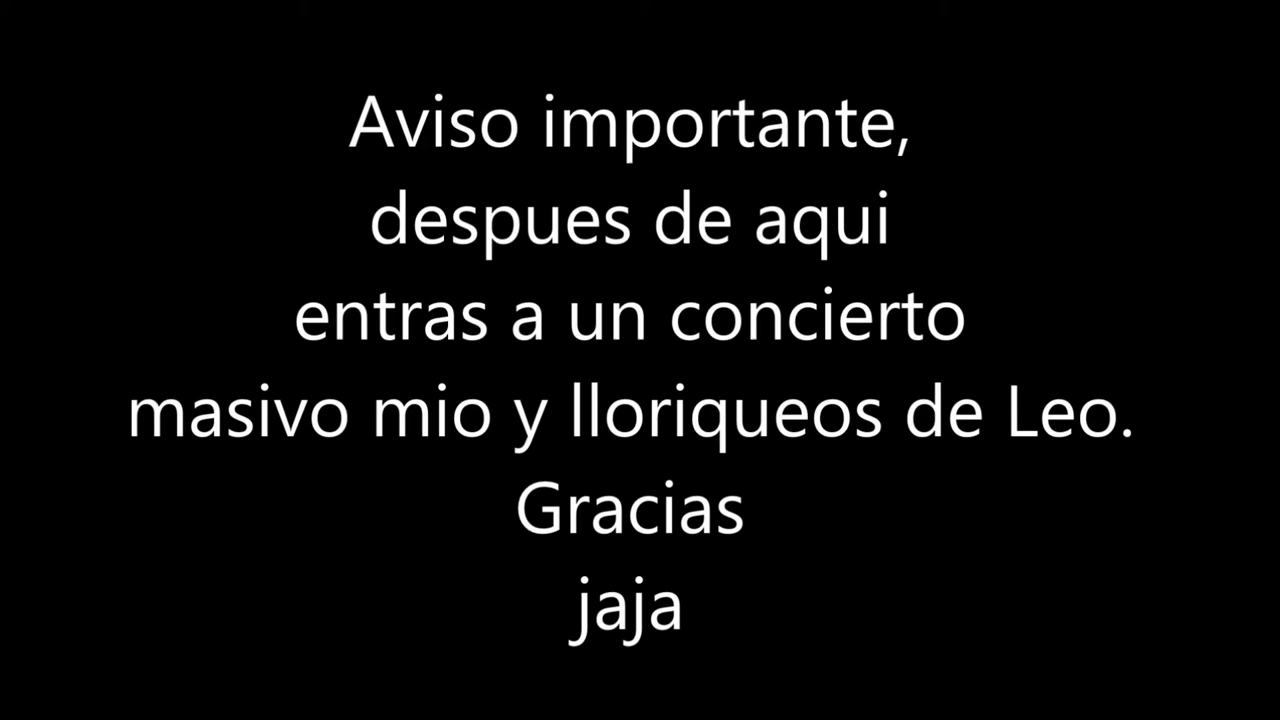 Aviso importante,
despues de aqui
entras a un concierto
masivo mio y lloriqueos de Leo.
Gracias
jaja